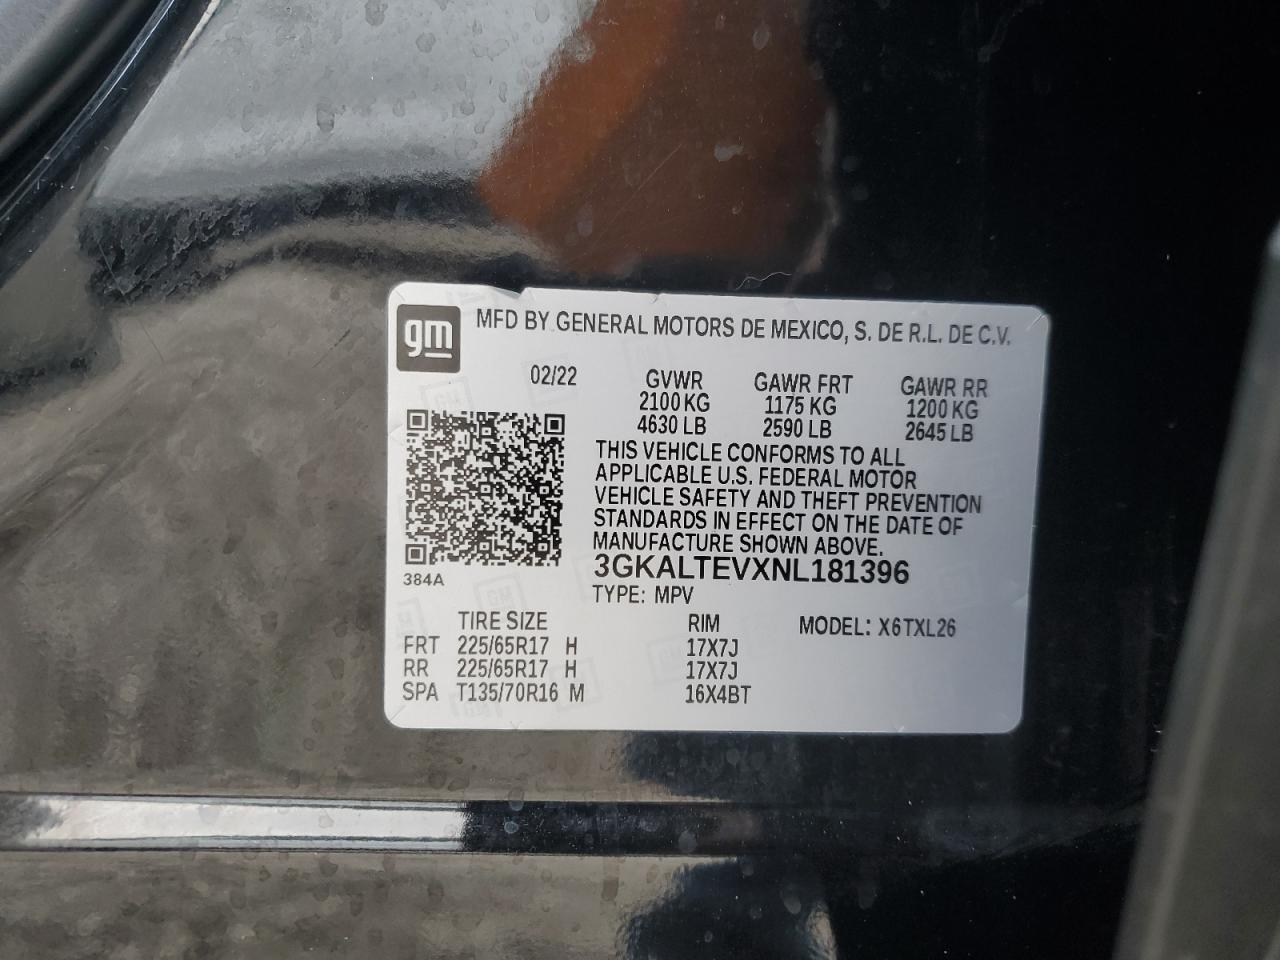 gm MFD BY GENERAL MOTORS DE MEXICO, S. DE R.L. DE C.V.
02/22 GVWR GAWR FRT GAWR RR
2100 KG 1175 KG 1200 KG
4630 LB 2590 LB 2645 LB
THIS VEHICLE CONFORMS TO ALL
APPLICABLE U.S. FEDERAL MOTOR
VEHICLE SAFETY AND THEFT PREVENTION
STANDARDS IN EFFECT ON THE DATE OF
MANUFACTURE SHOWN ABOVE.
384A 3GKALTEVXNL181396
TYPE: MPV
TIRE SIZE RIM MODEL: X6TXL26
FRT 225/65R17 H 17X7J
RR 225/65R17 H 17X7J
SPA T135/70R16 M 16X4BT